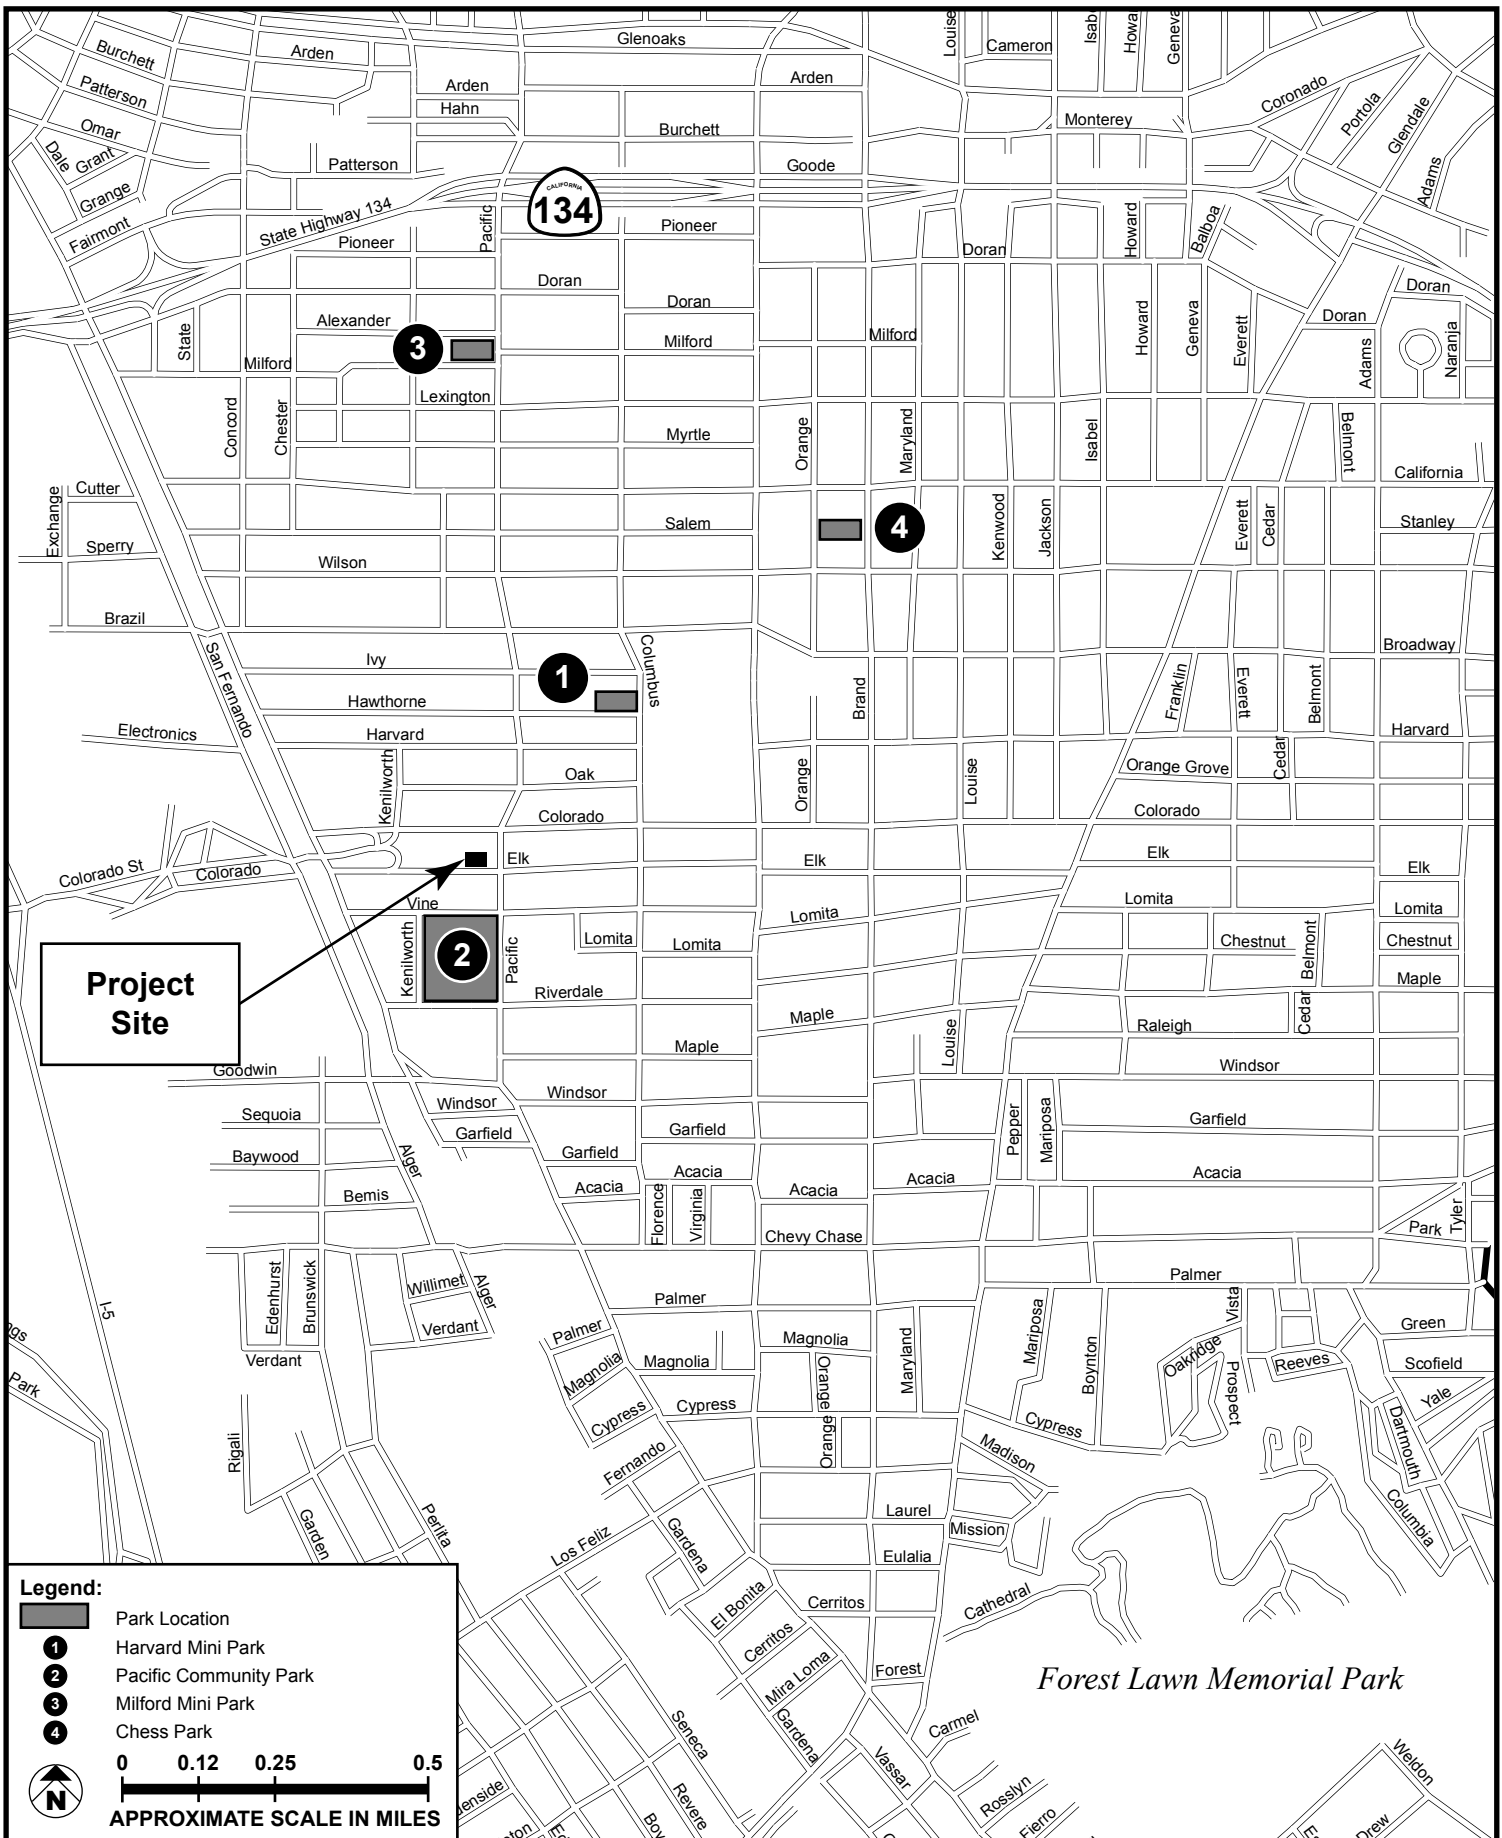 Glenoaks
Louise
Cameron
Isab
Howa
Geneva
Burchett
Arden
Arden
Arden
Patterson
Hahn
Coronado
Portola
Glendale
Omar
Burchett
Monterey
Dale
Grant
Patterson
Goode
Adams
Grange
CALIFORNIA
134
State Highway 134
Fairmont
Pacific
Pioneer
Pioneer
Howard
Balboa
Doran
Doran
Doran
Doran
Doran
Alexander
State
3
Milford
Milford
Milford
Howard
Geneva
Everett
Adams
Naranja
Lexington
Concord
Chester
Myrtle
Orange
Maryland
Isabel
Belmont
California
Cutter
Exchange
Salem
4
Kenwood
Jackson
Everett
Cedar
Stanley
Sperry
Wilson
Brazil
Broadway
San Fernando
Ivy
1
Columbus
Hawthorne
Brand
Franklin
Everett
Belmont
Electronics
Harvard
Harvard
Kenilworth
Oak
Orange
Louise
Orange Grove
Cedar
Colorado
Colorado
Elk
Elk
Elk
Elk
Colorado St
Colorado
Vine
Lomita
Lomita
Lomita
Project
Site
Kenilworth
2
Pacific
Lomita
Lomita
Chestnut
Belmont
Chestnut
Riverdale
Maple
Maple
Maple
Louise
Raleigh
Cedar
Goodwin
Windsor
Windsor
Windsor
Sequoia
Garfield
Garfield
Garfield
Garfield
Pepper
Mariposa
Baywood
Alger
Acacia
Acacia
Acacia
Acacia
Acacia
Bemis
Florence
Virginia
Chevy Chase
Park
Tyler
Edenhurst
Brunswick
Willimet
Alger
Palmer
Palmer
Vista
I-5
ngs
Verdant
Palmer
Magnolia
Maryland
Mariposa
Boynton
Green
Verdant
Magnolia
Magnolia
Orange
Oakridge
Prospect
Reeves
Scofield
Park
Cypress
Cypress
Orange
Cypress
Yale
Dartmouth
Rigali
Fernando
Madison
Garden
Perlita
Laurel
Columbia
Los Feliz
Gardena
Mission
Eulalia
El Bonita
Cerritos
Cathedral
Cerritos
Mira Loma
Forest
Forest Lawn Memorial Park
Gardena
Seneca
Carmel
Vassar
Weldon
Revere
Rosslyn
Fierro
Drew
enside
ton
Boy
Legend:
Park Location
1 Harvard Mini Park
2 Pacific Community Park
3 Milford Mini Park
4 Chess Park
N
0 0.12 0.25 0.5
APPROXIMATE SCALE IN MILES